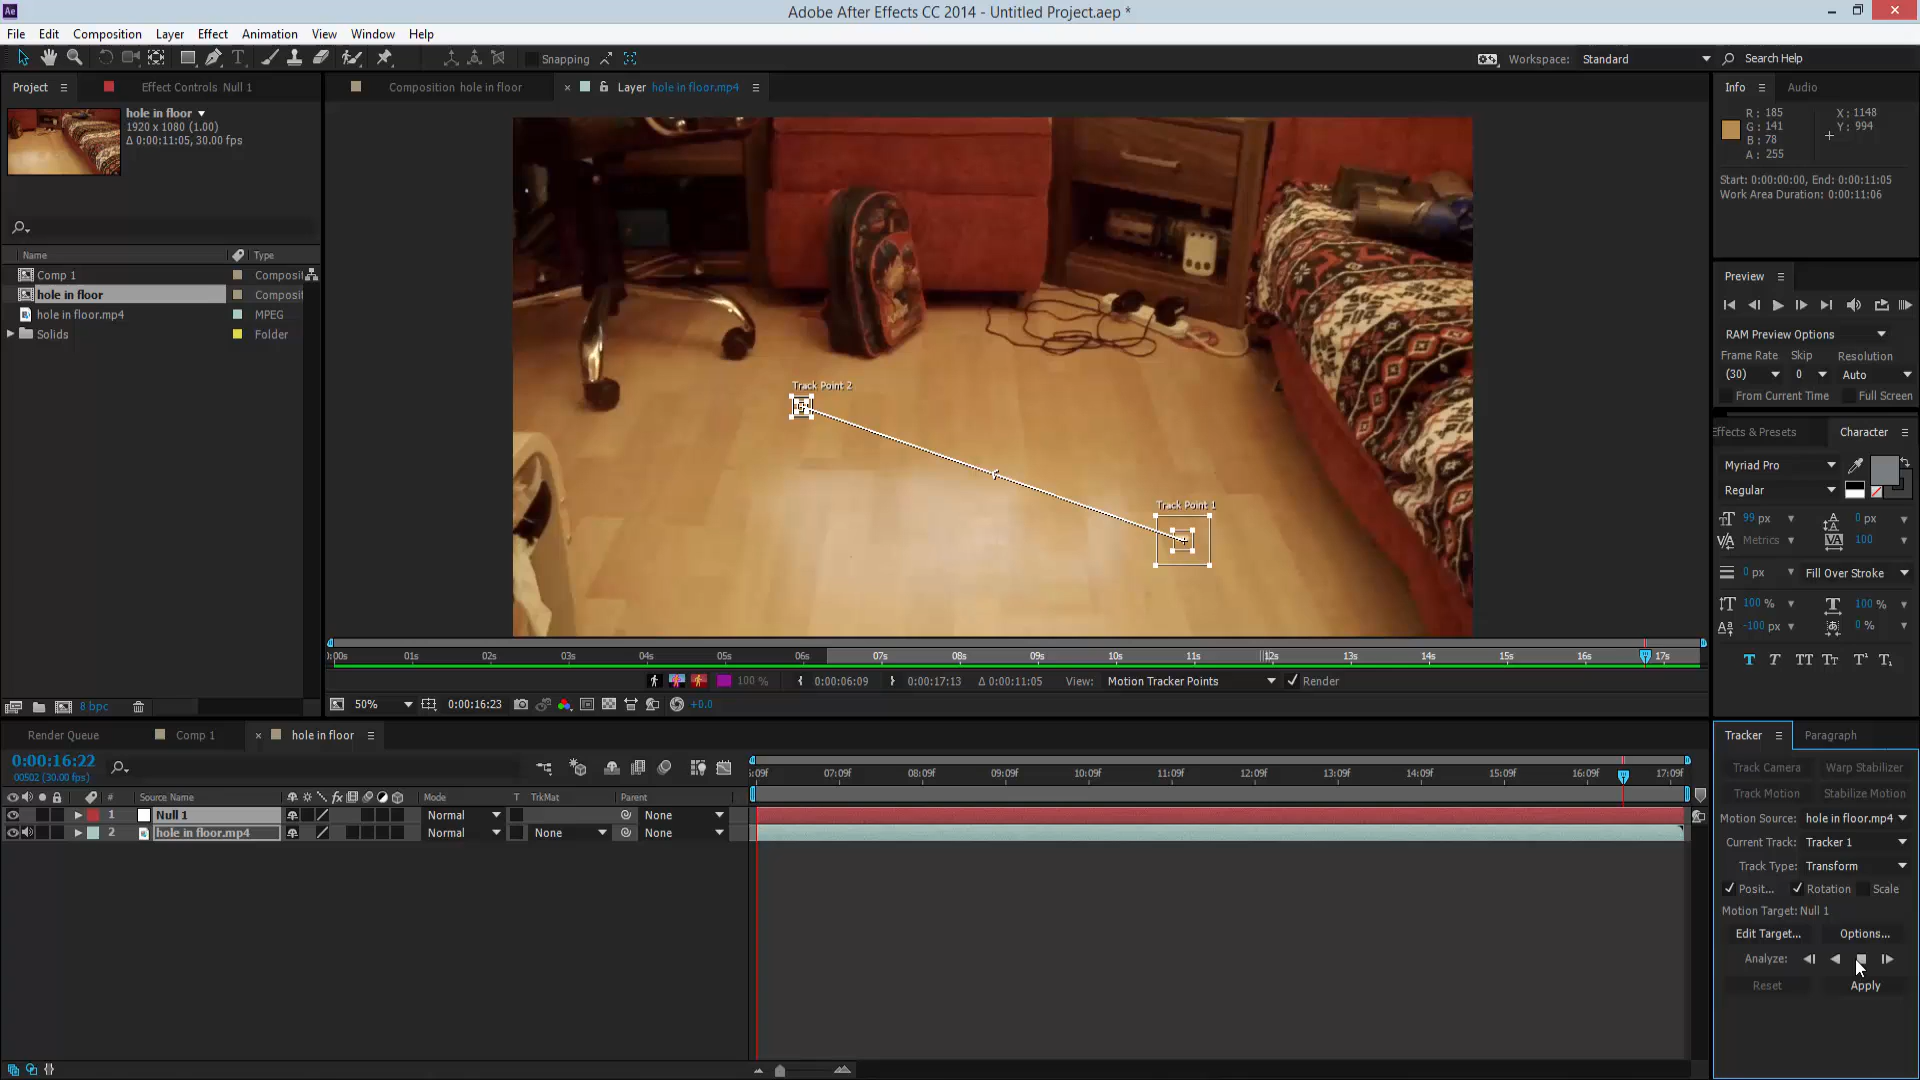 Ae
Adobe After Effects CC 2014 - Untitled Project.aep *
File Edit Composition Layer Effect Animation View Window Help
Snapping
Workspace: Standard
Search Help
Project
Effect Controls Null 1
Composition hole in floor
Layer hole in floor.mp4
Info
Audio
hole in floor
1920 x 1080 (1.00)
Δ 0:00:11:05, 30.00 fps
R: 185
G: 141
B: 78
A: 255
X: 1148
Y: 994
Start: 0:00:00:00, End: 0:00:11:05
Work Area Duration: 0:00:11:06
Name Type
Comp 1 Composit
hole in floor Composit
hole in floor.mp4 MPEG
Solids Folder
Preview
RAM Preview Options
Frame Rate Skip Resolution
(30) 0 Auto
From Current Time Full Screen
Track Point 2
Track Point 1
Effects & Presets
Character
Myriad Pro
Regular
99 px
0 px
Metrics
100
0 px
Fill Over Stroke
100 %
100 %
-100 px
0 %
T T TT Tт T¹ T₁
):00s 01s 02s 03s 04s 05s 06s 07s 08s 09s 10s 11s 12s 13s 14s 15s 16s 17s
100 %
0:00:06:09
0:00:17:13
Δ 0:00:11:05
View: Motion Tracker Points
Render
50%
0:00:16:23
+0.0
8 bpc
Render Queue
Comp 1
hole in floor
Tracker
Paragraph
0:00:16:22
00502 (30.00 fps)
:09f 07:09f 08:09f 09:09f 10:09f 11:09f 12:09f 13:09f 14:09f 15:09f 16:09f 17:09f
# Source Name fx Mode T TrkMat Parent
1 Null 1 Normal None
2 hole in floor.mp4 Normal None None
Track Camera Warp Stabilizer
Track Motion Stabilize Motion
Motion Source: hole in floor.mp4
Current Track: Tracker 1
Track Type: Transform
Posit... Rotation Scale
Motion Target: Null 1
Edit Target... Options...
Analyze:
Reset Apply